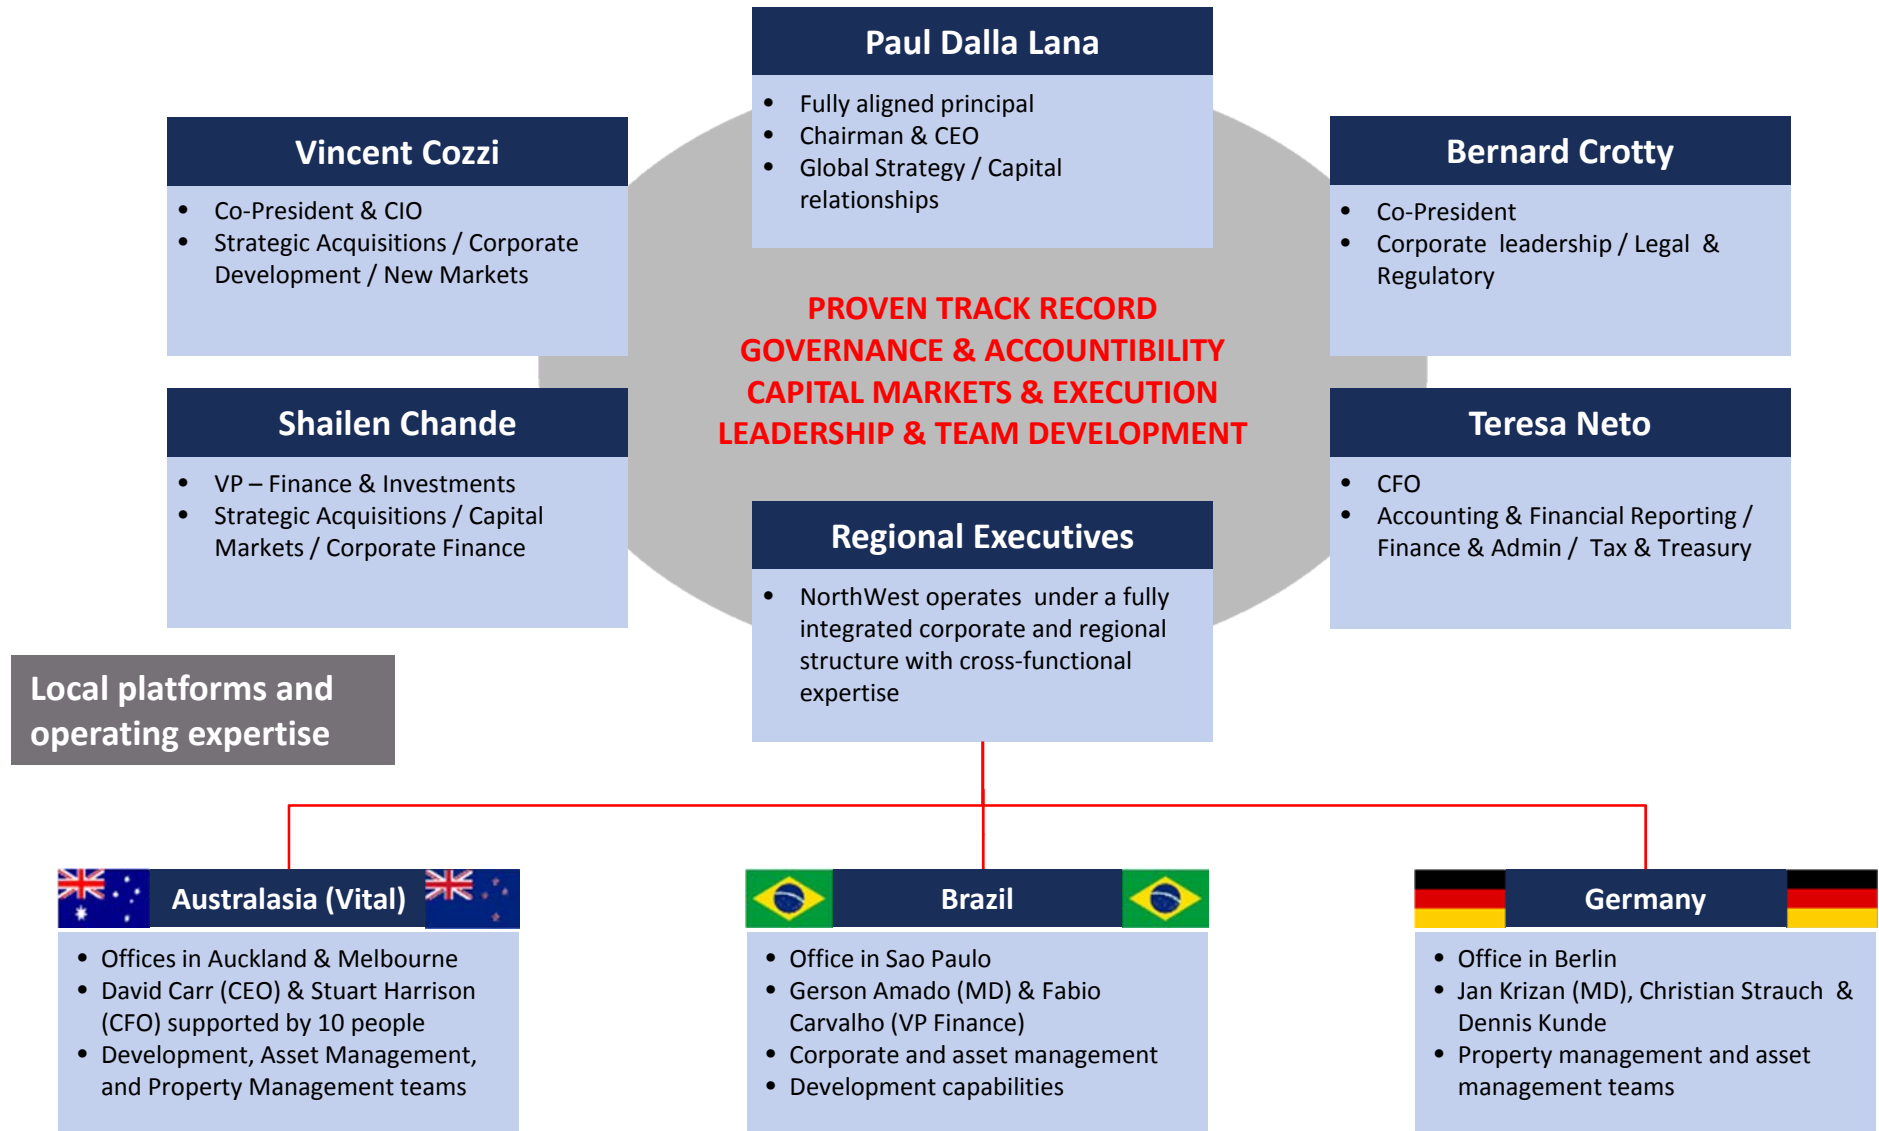 Paul Dalla Lana
• Fully aligned principal
• Chairman & CEO
• Global Strategy / Capital
relationships
Vincent Cozzi
• Co-President & CIO
• Strategic Acquisitions / Corporate
Development / New Markets
Bernard Crotty
• Co-President
• Corporate leadership / Legal &
Regulatory
PROVEN TRACK RECORD
GOVERNANCE & ACCOUNTIBILITY
CAPITAL MARKETS & EXECUTION
LEADERSHIP & TEAM DEVELOPMENT
Shailen Chande
• VP – Finance & Investments
• Strategic Acquisitions / Capital
Markets / Corporate Finance
Teresa Neto
• CFO
• Accounting & Financial Reporting /
Finance & Admin / Tax & Treasury
Regional Executives
• NorthWest operates under a fully
integrated corporate and regional
structure with cross-functional
expertise
Local platforms and
operating expertise
Australasia (Vital)
• Offices in Auckland & Melbourne
• David Carr (CEO) & Stuart Harrison
(CFO) supported by 10 people
• Development, Asset Management,
and Property Management teams
Brazil
• Office in Sao Paulo
• Gerson Amado (MD) & Fabio
Carvalho (VP Finance)
• Corporate and asset management
• Development capabilities
Germany
• Office in Berlin
• Jan Krizan (MD), Christian Strauch &
Dennis Kunde
• Property management and asset
management teams